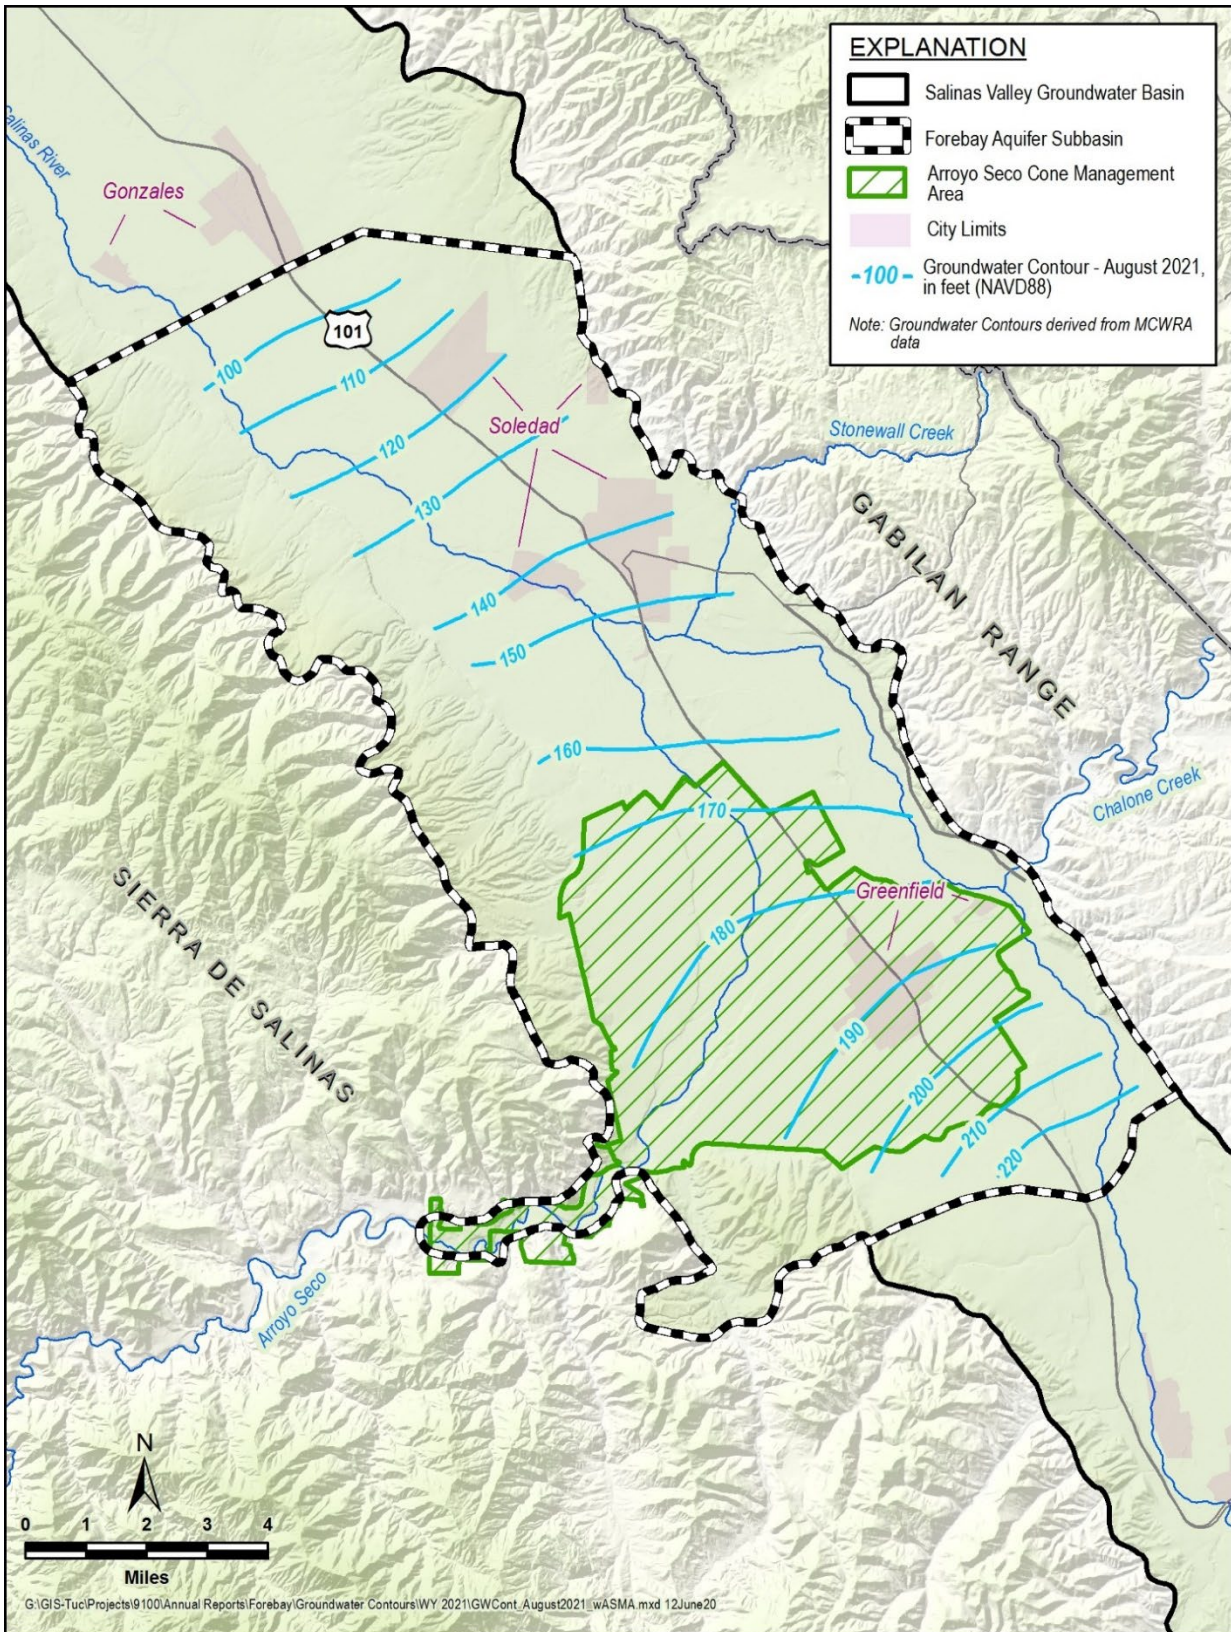 EXPLANATION
Salinas Valley Groundwater Basin
Forebay Aquifer Subbasin
Arroyo Seco Cone Management
Area
City Limits
-100- Groundwater Contour - August 2021,
in feet (NAVD88)
Note: Groundwater Contours derived from MCWRA
data
Salinas River
Gonzales
101
100
110
Soledad
120
Stonewall Creek
130
GABILAN RANGE
140
150
160
Chalone Creek
170
SIERRA DE SALINAS
Greenfield
180
190
200
210
220
Arroyo Seco
N
0 1 2 3 4
Miles
G:\GIS-Tuc\Projects\9100\Annual Reports\Forebay\Groundwater Contours\WY 2021\GWCont_August2021_wASMA.mxd 12June20